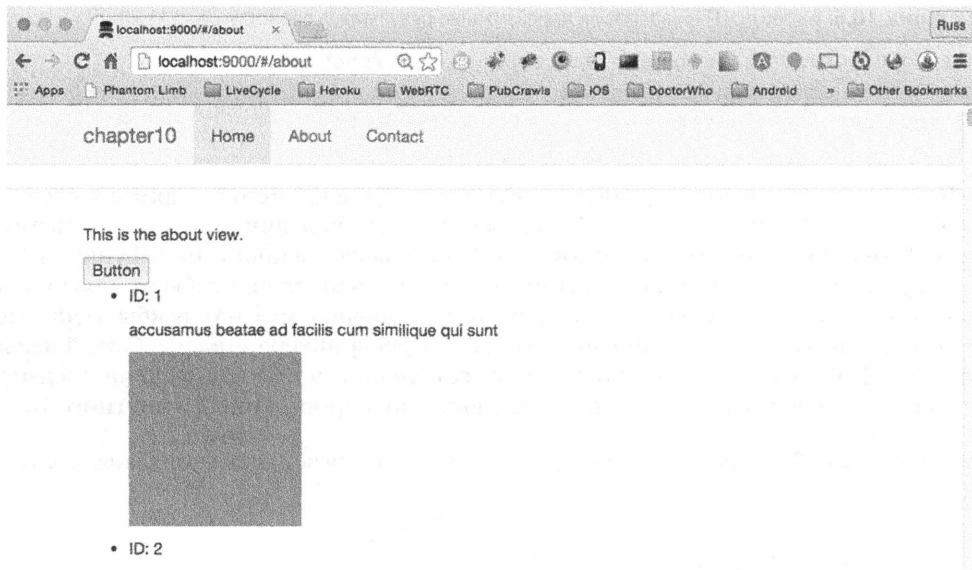 localhost:9000/#/about ×
Russ
localhost:9000/#/about
Apps Phantom Limb LiveCycle Heroku WebRTC PubCrawls iOS DoctorWho Android » Other Bookmarks
chapter10 Home About Contact
This is the about view.
Button
• ID: 1
accusamus beatae ad facilis cum similique qui sunt
• ID: 2